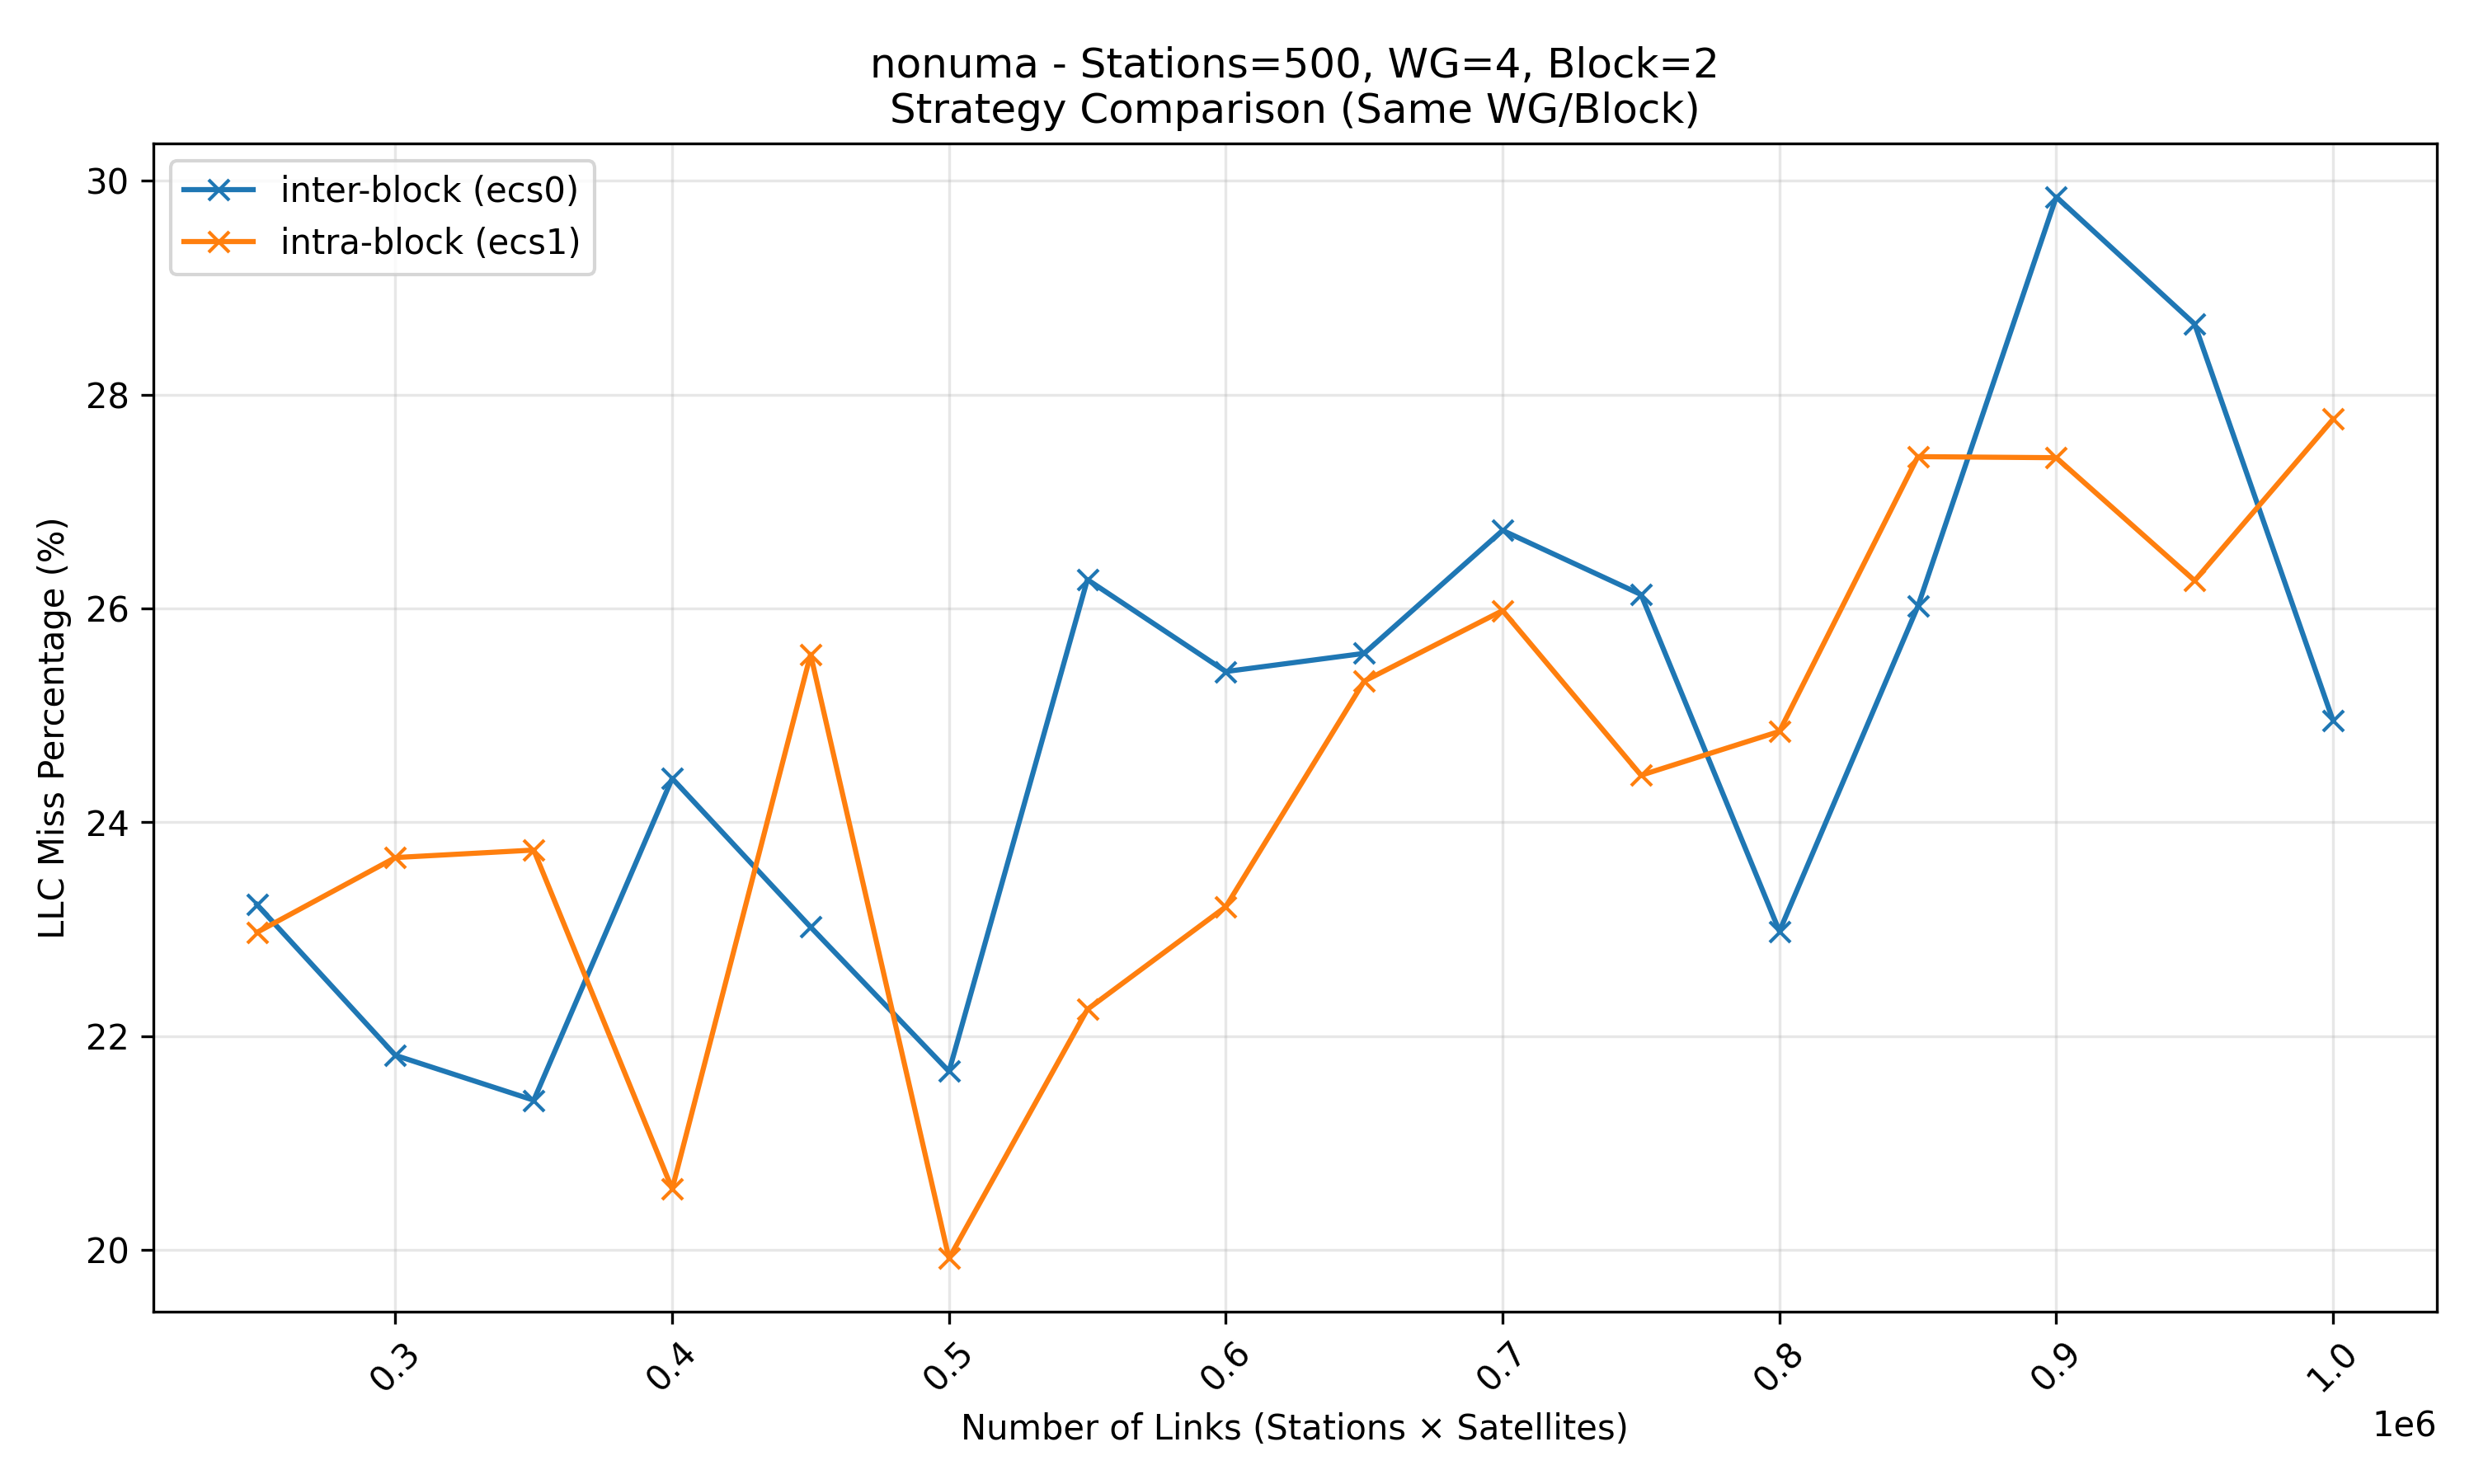 nonuma - Stations=500, WG=4, Block=2
Strategy Comparison (Same WG/Block)
inter-block (ecs0)
intra-block (ecs1)
LLC Miss Percentage (%)
30
28
26
24
22
20
0.3
0.4
0.5
0.6
0.7
0.8
0.9
1.0
Number of Links (Stations × Satellites)
1e6